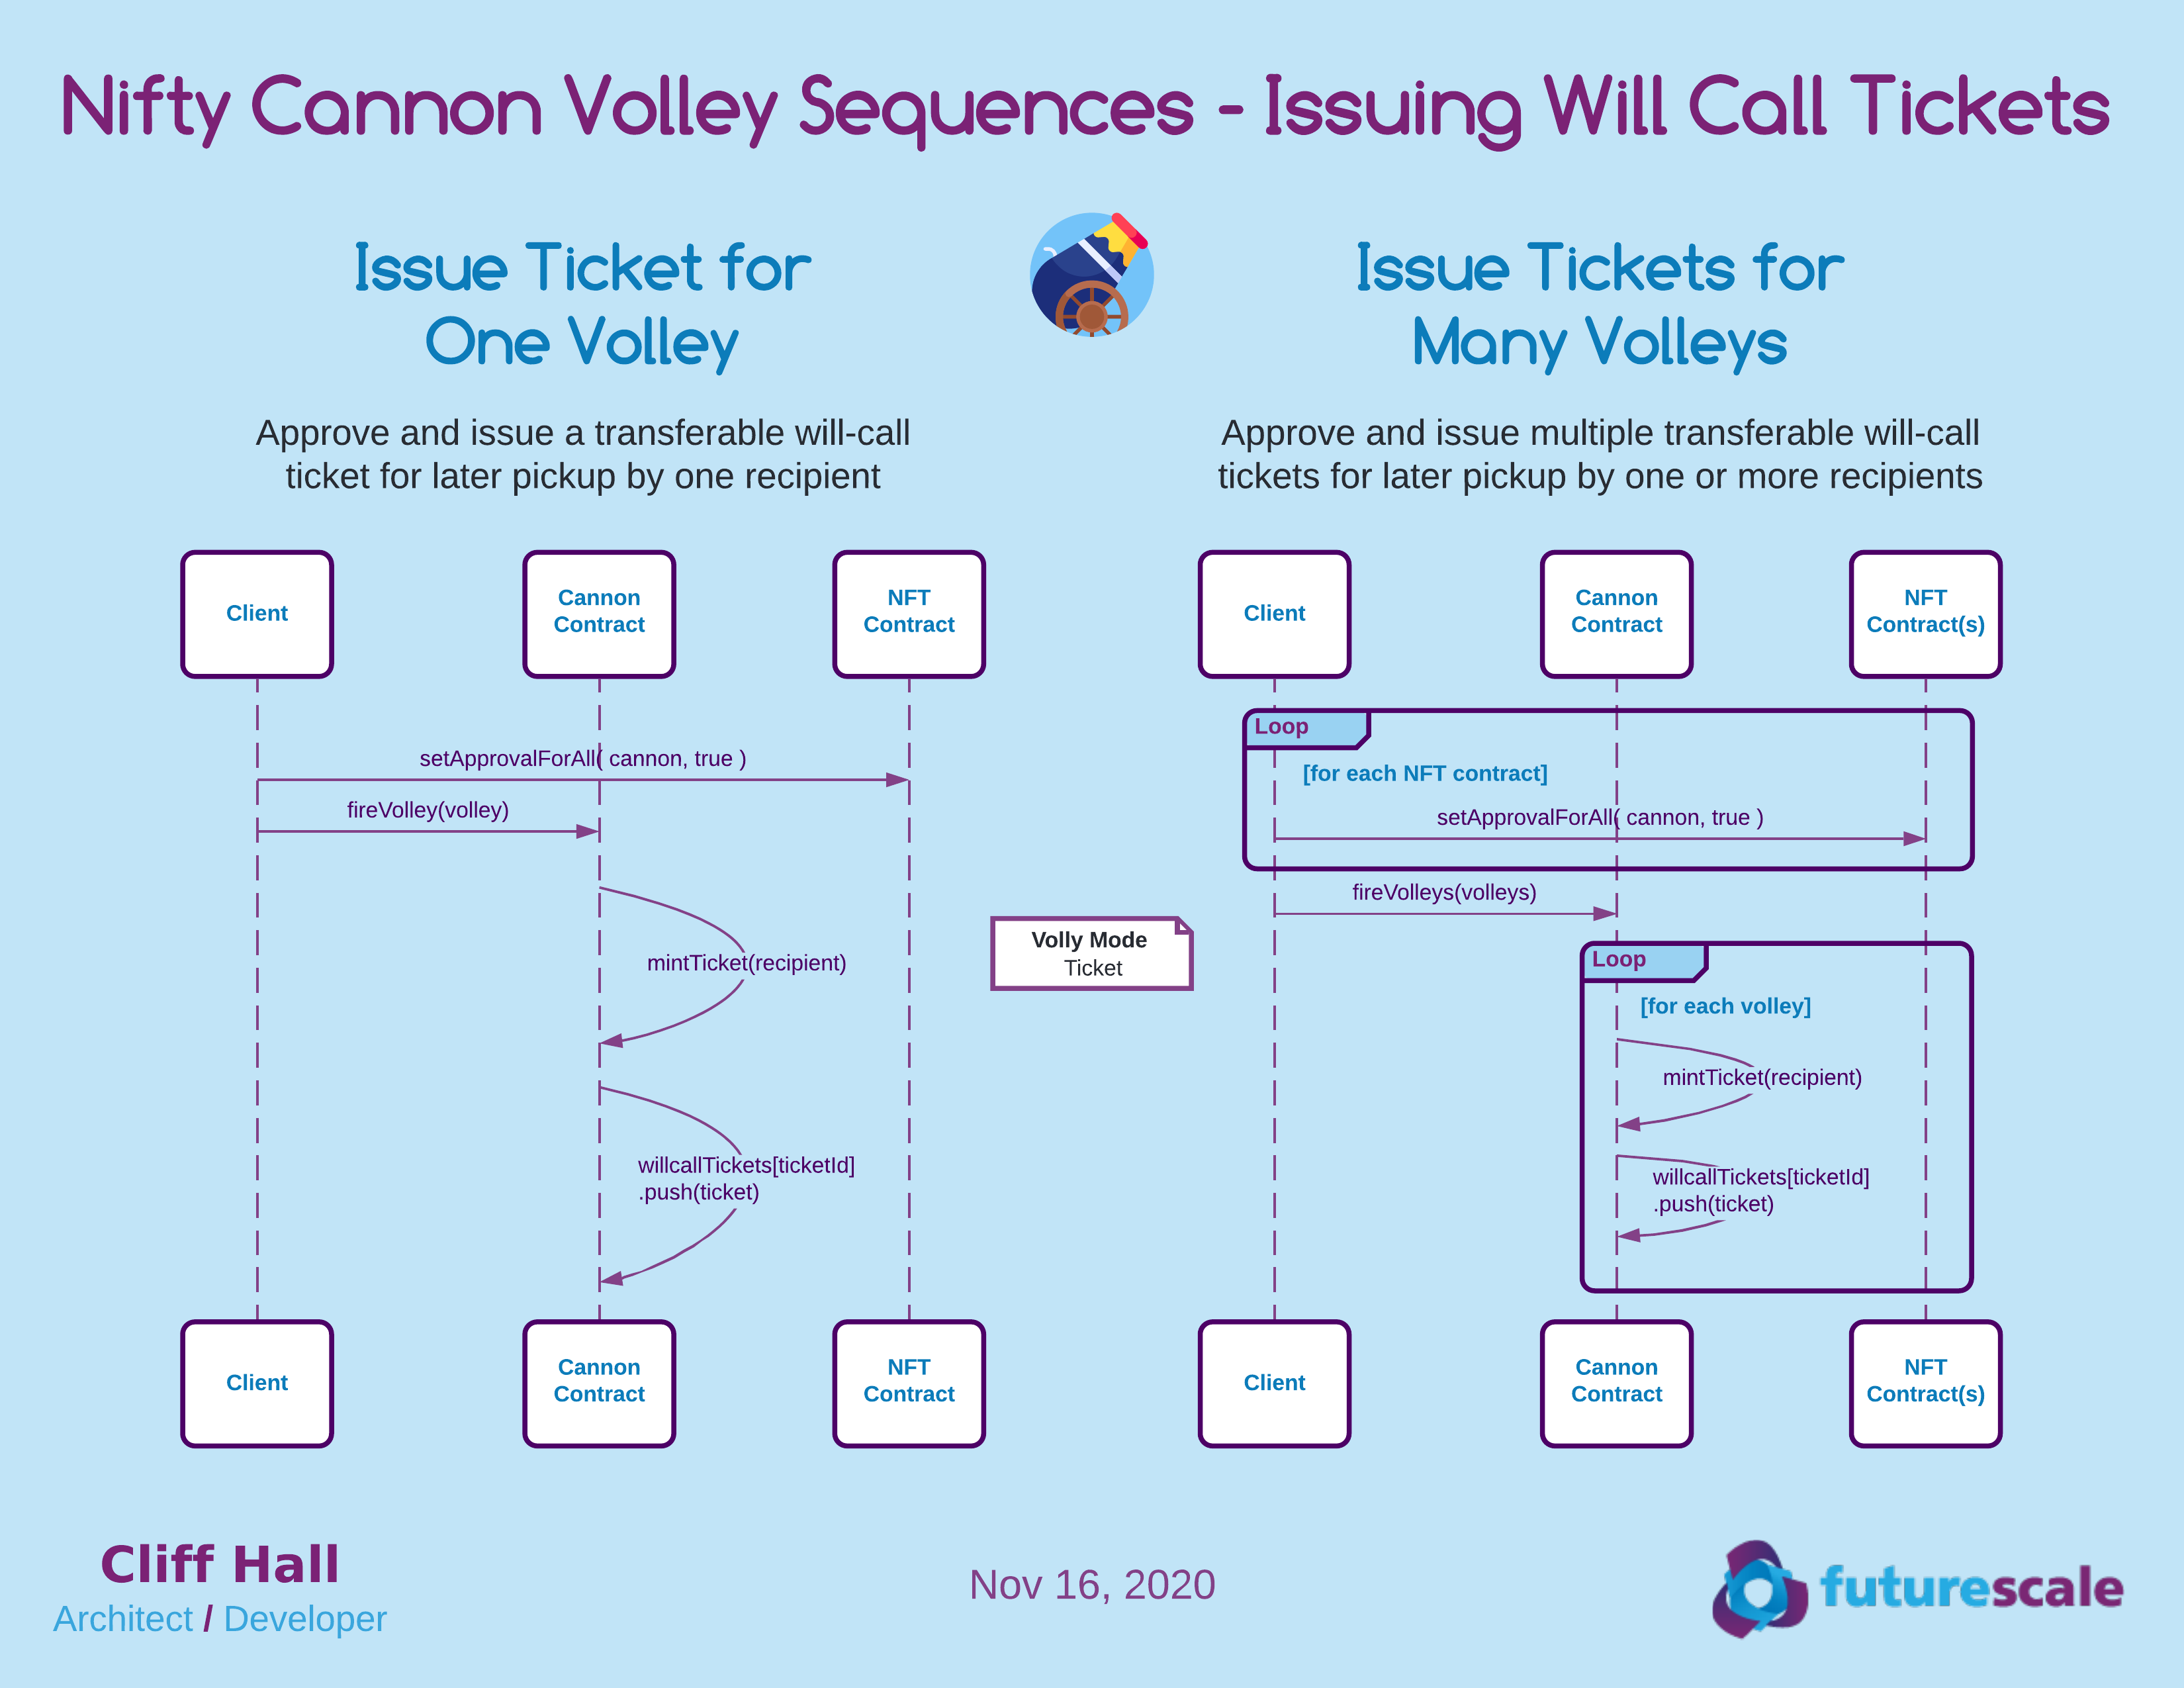 Nifty Cannon Volley Sequences - Issuing Will Call Tickets
Issue Ticket for
One Volley
Approve and issue a transferable will-call
ticket for later pickup by one recipient
Client
Cannon
Contract
NFT
Contract
setApprovalForAll( cannon, true )
fireVolley(volley)
mintTicket(recipient)
willcallTickets[ticketId]
.push(ticket)
Client
Cannon
Contract
NFT
Contract
Volly Mode
Ticket
Issue Tickets for
Many Volleys
Approve and issue multiple transferable will-call
tickets for later pickup by one or more recipients
Client
Cannon
Contract
NFT
Contract(s)
Loop
[for each NFT contract]
setApprovalForAll( cannon, true )
fireVolleys(volleys)
Loop
[for each volley]
mintTicket(recipient)
willcallTickets[ticketId]
.push(ticket)
Client
Cannon
Contract
NFT
Contract(s)
Cliff Hall
Architect / Developer
Nov 16, 2020
futurescale